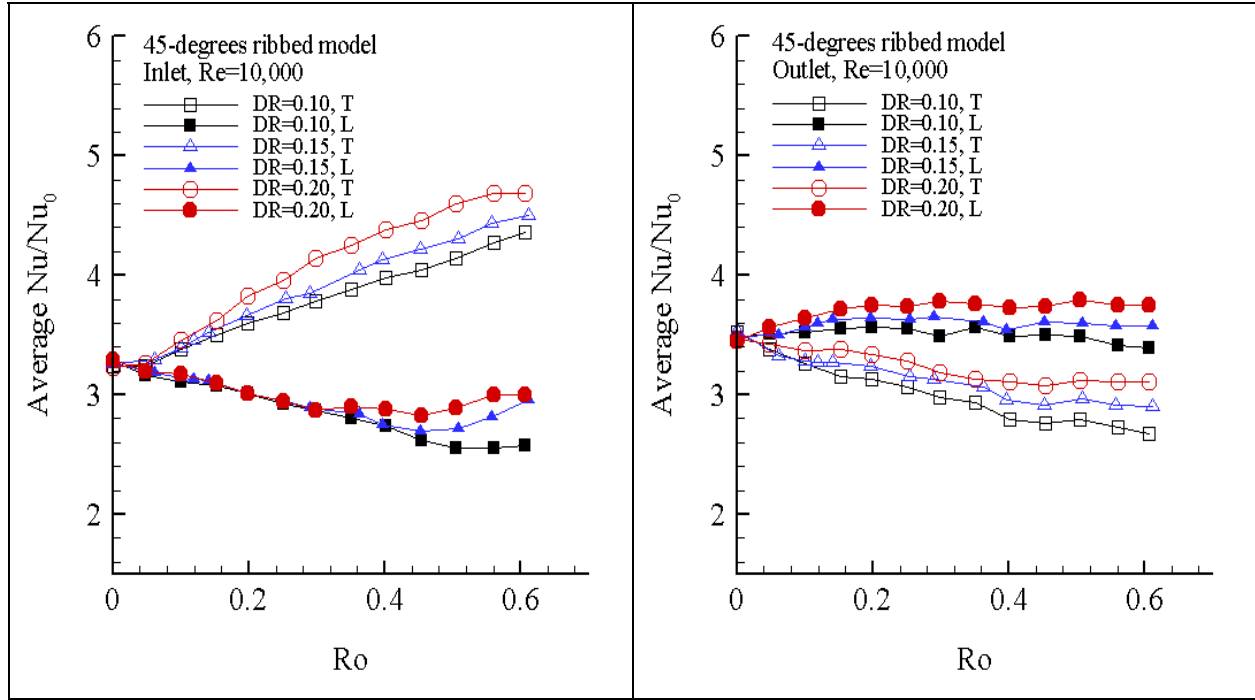 45-degrees ribbed model
Inlet, Re=10,000
DR=0.10, T
DR=0.10, L
DR=0.15, T
DR=0.15, L
DR=0.20, T
DR=0.20, L
Average Nu/Nu0
6
5
4
3
2
0 0.2 0.4 0.6
Ro
45-degrees ribbed model
Outlet, Re=10,000
DR=0.10, T
DR=0.10, L
DR=0.15, T
DR=0.15, L
DR=0.20, T
DR=0.20, L
Average Nu/Nu0
6
5
4
3
2
0 0.2 0.4 0.6
Ro